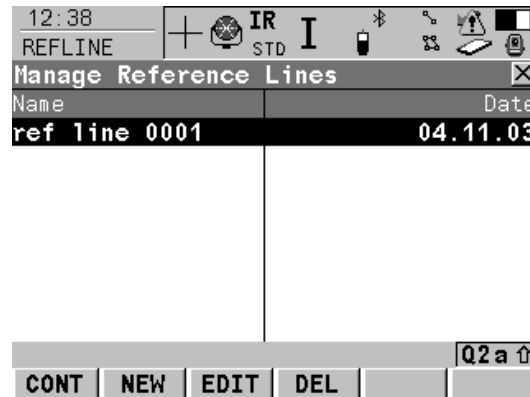 12:38
REFLINE
IR
STD
I
Manage Reference Lines
Name Date
ref line 0001 04.11.03
Q2a
CONT NEW EDIT DEL